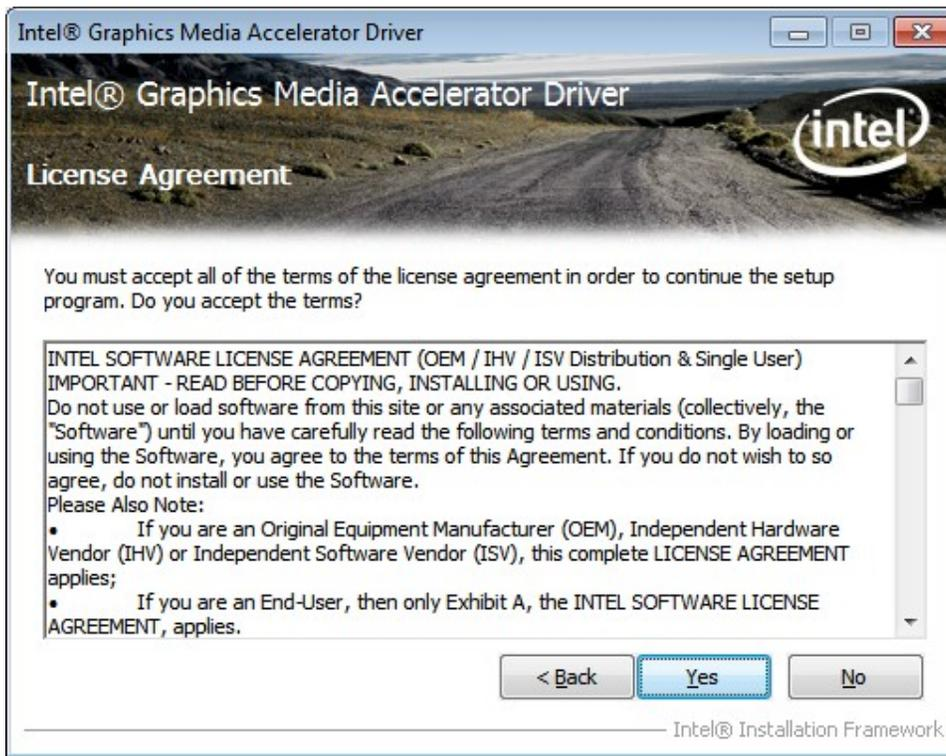 Intel® Graphics Media Accelerator Driver
Intel® Graphics Media Accelerator Driver
intel
License Agreement
You must accept all of the terms of the license agreement in order to continue the setup
program. Do you accept the terms?
INTEL SOFTWARE LICENSE AGREEMENT (OEM / IHV / ISV Distribution & Single User)
IMPORTANT - READ BEFORE COPYING, INSTALLING OR USING.
Do not use or load software from this site or any associated materials (collectively, the
"Software") until you have carefully read the following terms and conditions. By loading or
using the Software, you agree to the terms of this Agreement. If you do not wish to so
agree, do not install or use the Software.
Please Also Note:
• If you are an Original Equipment Manufacturer (OEM), Independent Hardware
Vendor (IHV) or Independent Software Vendor (ISV), this complete LICENSE AGREEMENT
applies;
• If you are an End-User, then only Exhibit A, the INTEL SOFTWARE LICENSE
AGREEMENT, applies.
< Back Yes No
Intel® Installation Framework